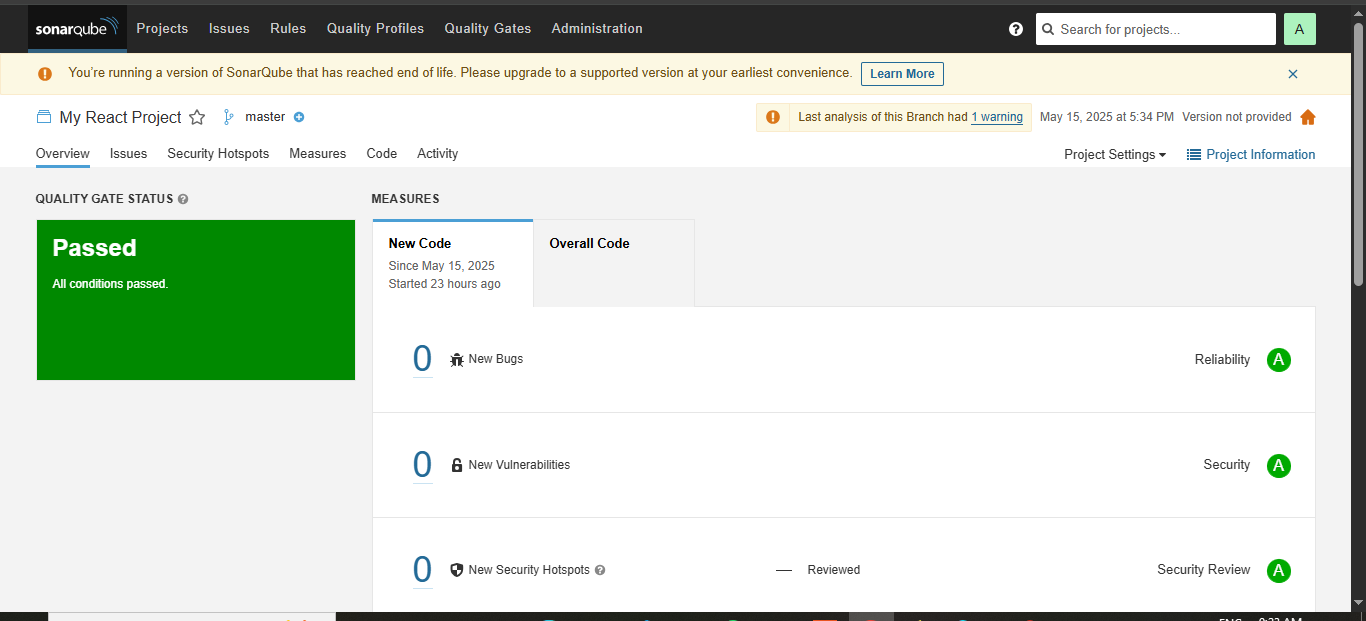 sonarqube Projects Issues Rules Quality Profiles Quality Gates Administration ? Search for projects... A
You're running a version of SonarQube that has reached end of life. Please upgrade to a supported version at your earliest convenience. Learn More
My React Project master Last analysis of this Branch had 1 warning May 15, 2025 at 5:34 PM Version not provided
Overview Issues Security Hotspots Measures Code Activity Project Settings Project Information
QUALITY GATE STATUS ? MEASURES
Passed
All conditions passed.
New Code
Since May 15, 2025
Started 23 hours ago
Overall Code
0 New Bugs Reliability A
0 New Vulnerabilities Security A
0 New Security Hotspots ? — Reviewed Security Review A